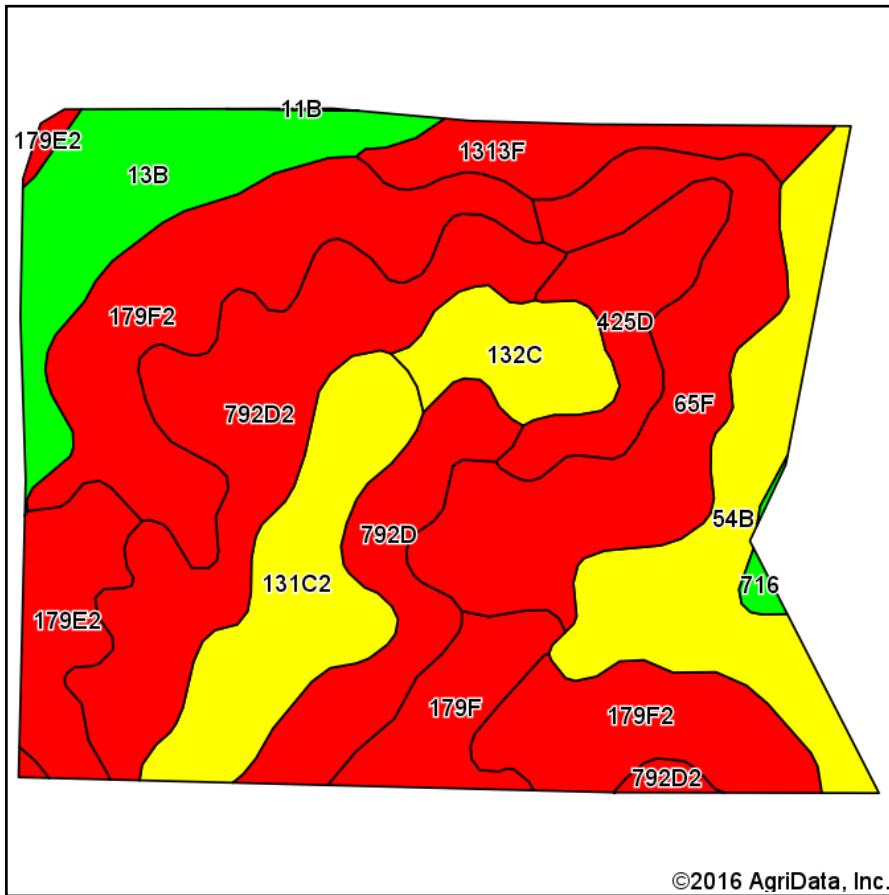 11B
179E2
1313F
13B
179F2
425D
132C
65F
792D2
54B
792D
131C2
716
179E2
179F
179F2
792D2
©2016 AgriData, Inc.